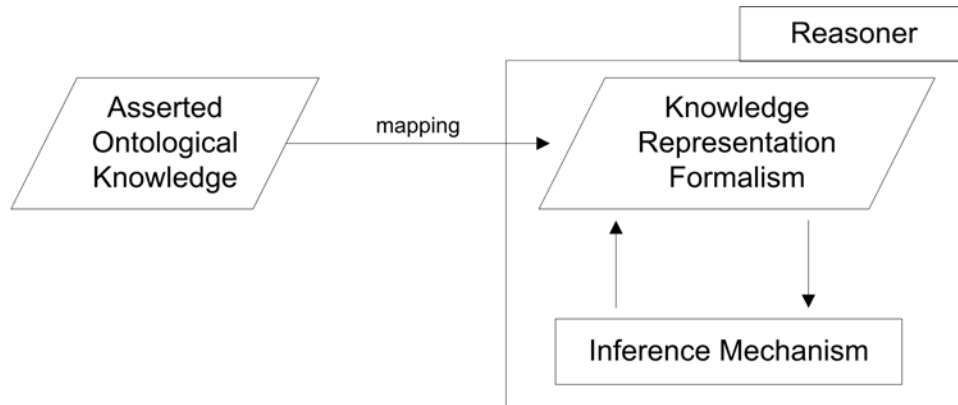 Reasoner
Asserted
Ontological
Knowledge
mapping
Knowledge
Representation
Formalism
Inference Mechanism